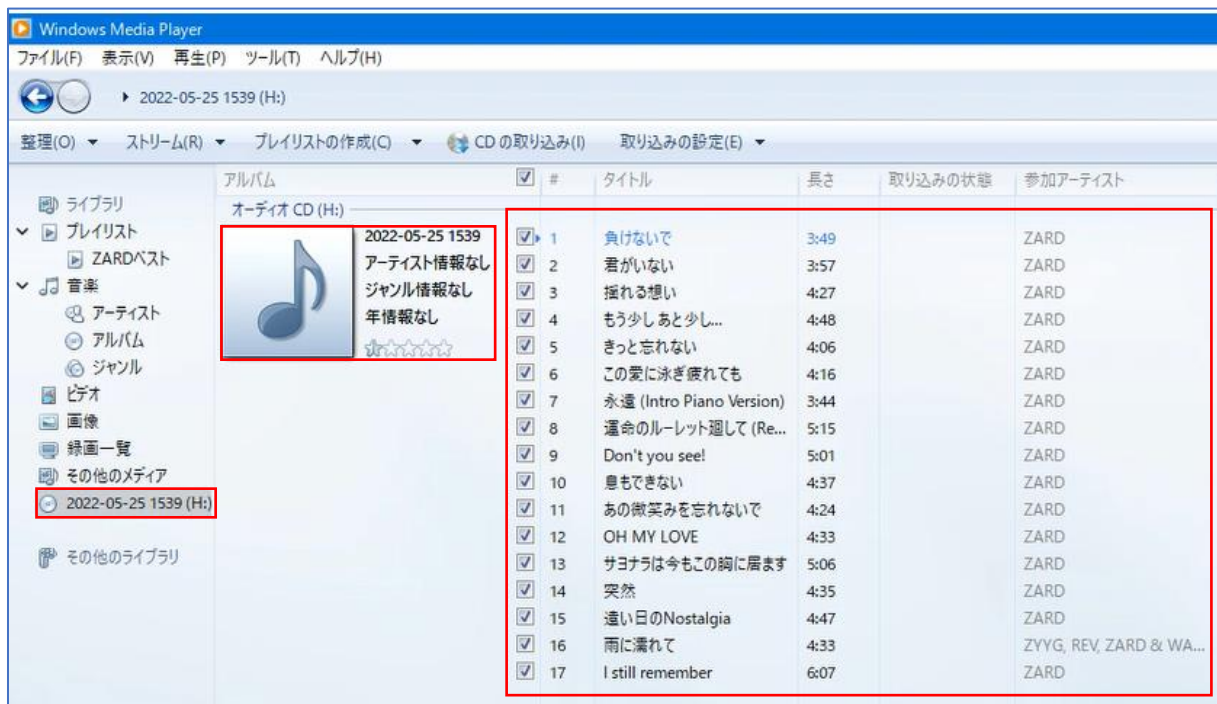 Windows Media Player
ファイル(F) 表示(V) 再生(P) ツール(T) ヘルプ(H)
2022-05-25 1539 (H:)
整理(O) ストリーム(R) プレイリストの作成(C) CD の取り込み(I) 取り込みの設定(E)
アルバム # タイトル 長さ 取り込みの状態 参加アーティスト
ライブラリ
プレイリスト
ZARDベスト
音楽
アーティスト
アルバム
ジャンル
ビデオ
画像
録画一覧
その他のメディア
2022-05-25 1539 (H:)
その他のライブラリ
オーディオ CD (H:)
2022-05-25 1539
アーティスト情報なし
ジャンル情報なし
年情報なし
1 負けないで 3:49 ZARD
2 君がいない 3:57 ZARD
3 揺れる想い 4:27 ZARD
4 もう少し あと少し... 4:48 ZARD
5 きっと忘れない 4:06 ZARD
6 この愛に泳ぎ疲れても 4:16 ZARD
7 永遠 (Intro Piano Version) 3:44 ZARD
8 運命のルーレット廻して (Re... 5:15 ZARD
9 Don't you see! 5:01 ZARD
10 息もできない 4:37 ZARD
11 あの微笑みを忘れないで 4:24 ZARD
12 OH MY LOVE 4:33 ZARD
13 サヨナラは今もこの胸に居ます 5:06 ZARD
14 突然 4:35 ZARD
15 遠い日のNostalgia 4:47 ZARD
16 雨に濡れて 4:33 ZYYG, REV, ZARD & WA...
17 I still remember 6:07 ZARD